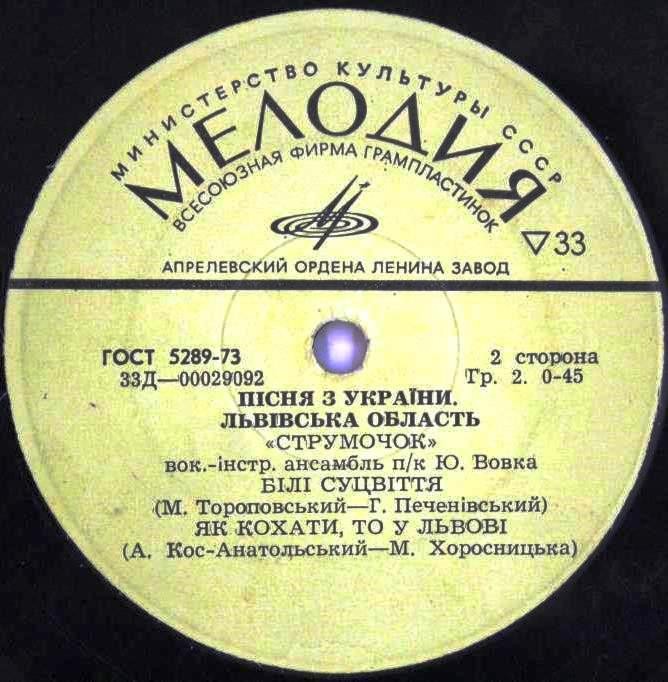 МИНИСТЕРСТВО КУЛЬТУРЫ СССР
МЕЛОДИЯ
ВСЕСОЮЗНАЯ ФИРМА ГРАМПЛАСТИНОК
▽33
АПРЕЛЕВСКИЙ ОРДЕНА ЛЕНИНА ЗАВОД
ГОСТ 5289-73
2 сторона
33Д—00029092
Гр. 2. 0-45
ПІСНЯ З УКРАЇНИ.
ЛЬВІВСЬКА ОБЛАСТЬ
«СТРУМОЧОК»
вок.-інстр. ансамбль п/к Ю. Вовка
БІЛІ СУЦВІТТЯ
(М. Тороповський—Г. Печенівський)
ЯК КОХАТИ, ТО У ЛЬВОВІ
(А. Кос-Анатольський—М. Хоросницька)